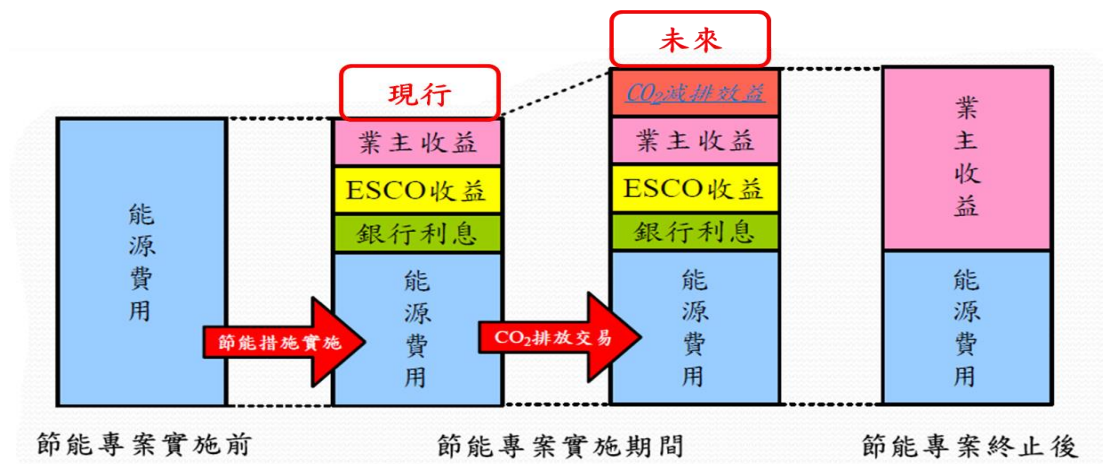 能源費用
節能專案實施前
節能措施實施
現行
業主收益
ESCO收益
銀行利息
能源費用
CO2排放交易
未來
CO2減排效益
業主收益
ESCO收益
銀行利息
能源費用
節能專案實施期間
業主收益
能源費用
節能專案終止後